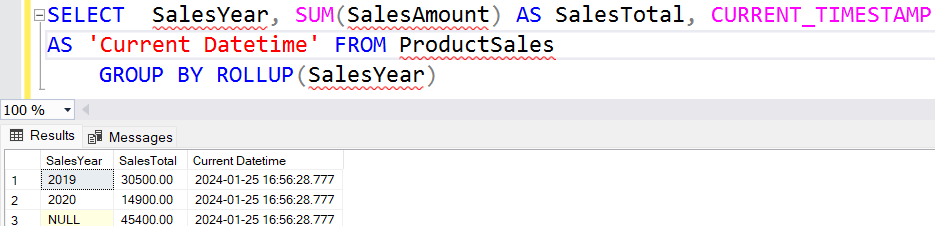 SELECT  SalesYear, SUM(SalesAmount) AS SalesTotal, CURRENT_TIMESTAMP
AS 'Current Datetime' FROM ProductSales
GROUP BY ROLLUP(SalesYear)
100 %
Results Messages
SalesYear SalesTotal Current Datetime
1 2019 30500.00 2024-01-25 16:56:28.777
2 2020 14900.00 2024-01-25 16:56:28.777
3 NULL 45400.00 2024-01-25 16:56:28.777